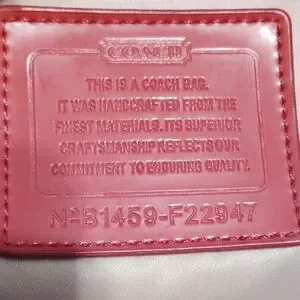 COACH
THIS IS A COACH BAG.
IT WAS HANDCRAFTED FROM THE
FINEST MATERIALS. ITS SUPERIOR
CRAFTSMANSHIP REFLECTS OUR
COMMITMENT TO ENDURING QUALITY.
Nº B1459-F22947